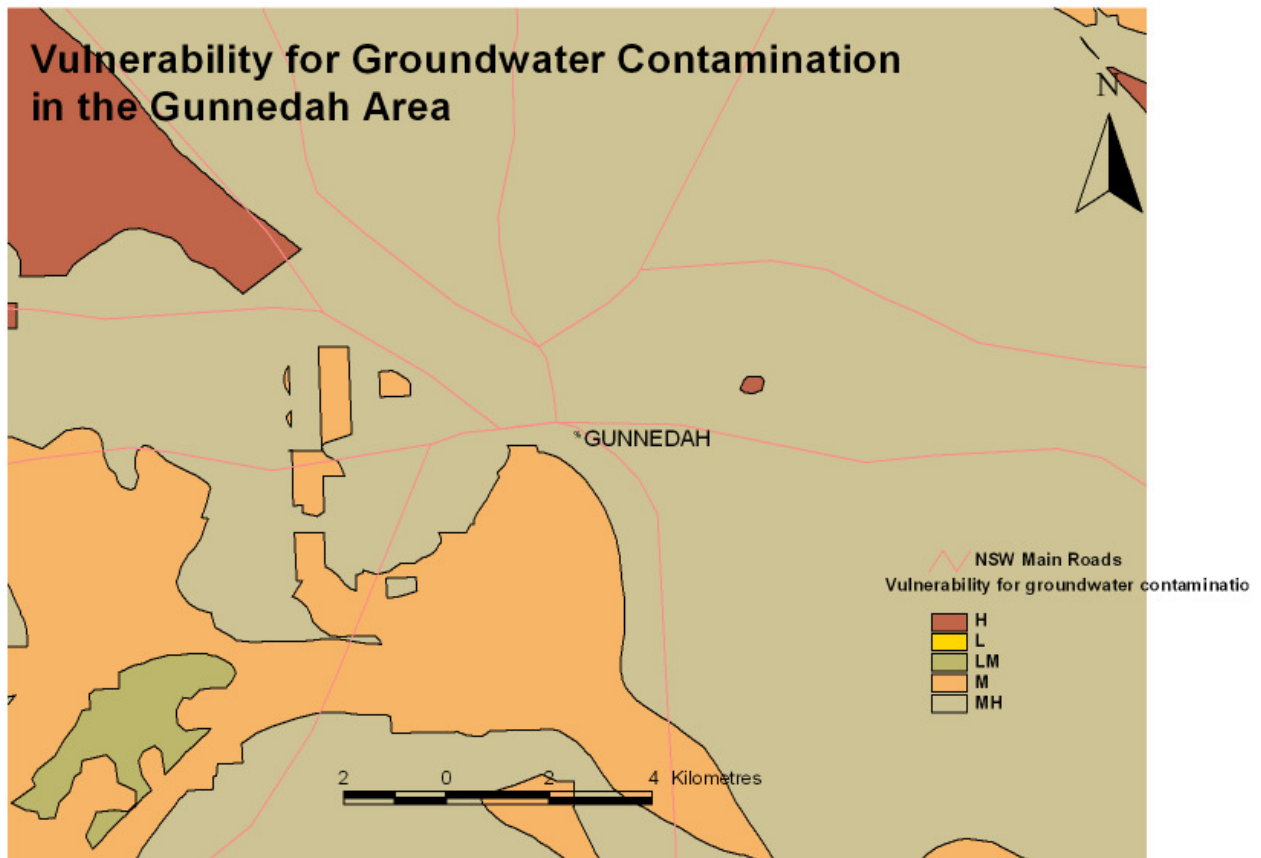 Vulnerability for Groundwater Contamination
in the Gunnedah Area
N
GUNNEDAH
NSW Main Roads
Vulnerability for groundwater contaminatio
H
L
LM
M
MH
2 0 2 4 Kilometres